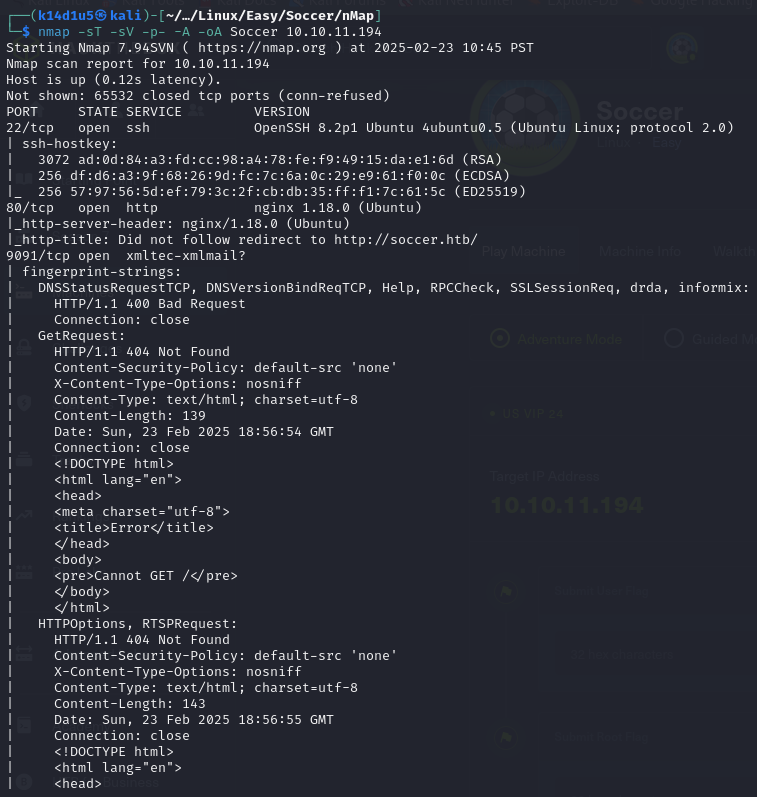 ┌──(k14d1u5㉿kali)-[~/…/Linux/Easy/Soccer/nMap]
└─$ nmap -sT -sV -p- -A -oA Soccer 10.10.11.194
Starting Nmap 7.94SVN ( https://nmap.org ) at 2025-02-23 10:45 PST
Nmap scan report for 10.10.11.194
Host is up (0.12s latency).
Not shown: 65532 closed tcp ports (conn-refused)
PORT     STATE SERVICE         VERSION
22/tcp   open  ssh             OpenSSH 8.2p1 Ubuntu 4ubuntu0.5 (Ubuntu Linux; protocol 2.0)
| ssh-hostkey:
|   3072 ad:0d:84:a3:fd:cc:98:a4:78:fe:f9:49:15:da:e1:6d (RSA)
|   256 df:d6:a3:9f:68:26:9d:fc:7c:6a:0c:29:e9:61:f0:0c (ECDSA)
|_  256 57:97:56:5d:ef:79:3c:2f:cb:db:35:ff:f1:7c:61:5c (ED25519)
80/tcp   open  http            nginx 1.18.0 (Ubuntu)
|_http-server-header: nginx/1.18.0 (Ubuntu)
|_http-title: Did not follow redirect to http://soccer.htb/
9091/tcp open  xmltec-xmlmail?
| fingerprint-strings:
|   DNSStatusRequestTCP, DNSVersionBindReqTCP, Help, RPCCheck, SSLSessionReq, drda, informix:
|     HTTP/1.1 400 Bad Request
|     Connection: close
|   GetRequest:
|     HTTP/1.1 404 Not Found
|     Content-Security-Policy: default-src 'none'
|     X-Content-Type-Options: nosniff
|     Content-Type: text/html; charset=utf-8
|     Content-Length: 139
|     Date: Sun, 23 Feb 2025 18:56:54 GMT
|     Connection: close
|     <!DOCTYPE html>
|     <html lang="en">
|     <head>
|     <meta charset="utf-8">
|     <title>Error</title>
|     </head>
|     <body>
|     <pre>Cannot GET /</pre>
|     </body>
|     </html>
|   HTTPOptions, RTSPRequest:
|     HTTP/1.1 404 Not Found
|     Content-Security-Policy: default-src 'none'
|     X-Content-Type-Options: nosniff
|     Content-Type: text/html; charset=utf-8
|     Content-Length: 143
|     Date: Sun, 23 Feb 2025 18:56:55 GMT
|     Connection: close
|     <!DOCTYPE html>
|     <html lang="en">
|     <head>
Soccer
Play Machine Machine Info
Adventure Mode Guided
US VIP 24
Target IP Address
10.10.11.194